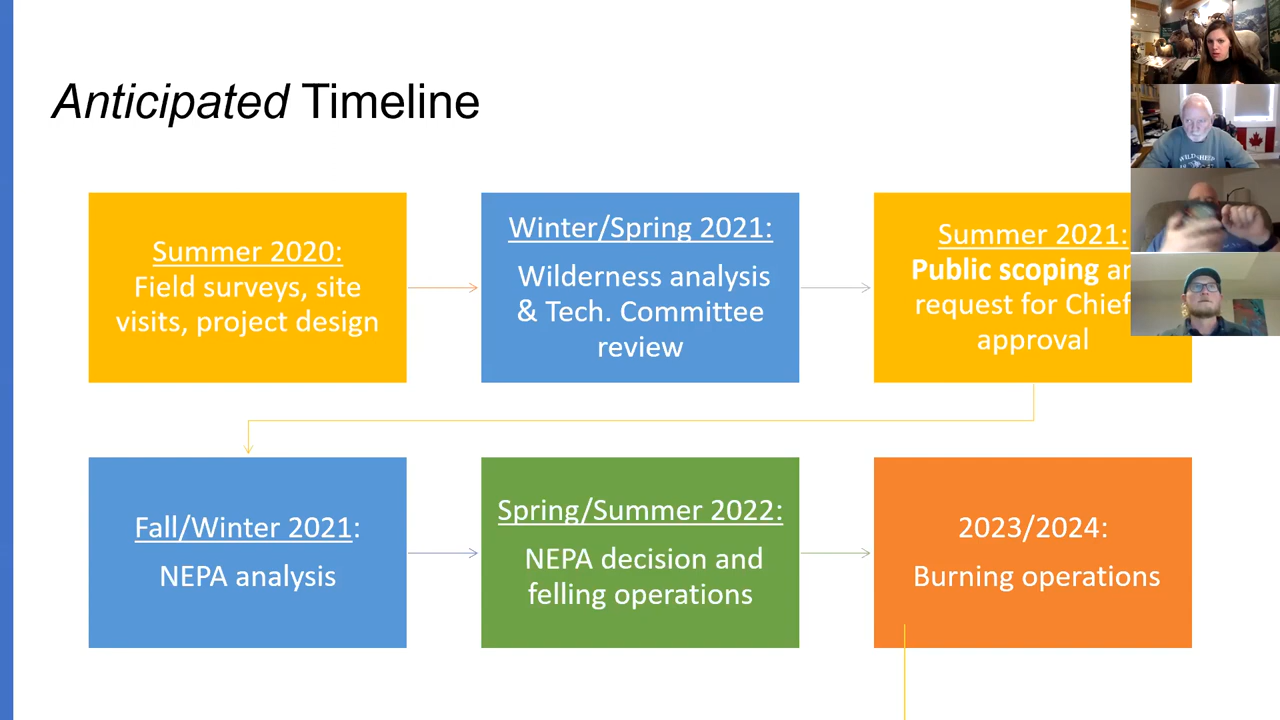 Anticipated Timeline
Summer 2020:
Field surveys, site
visits, project design
Winter/Spring 2021:
Wilderness analysis
& Tech. Committee
review
Summer 2021:
Public scoping
request for Chief
approval
Fall/Winter 2021:
NEPA analysis
Spring/Summer 2022:
NEPA decision and
felling operations
2023/2024:
Burning operations
WILD SHEEP